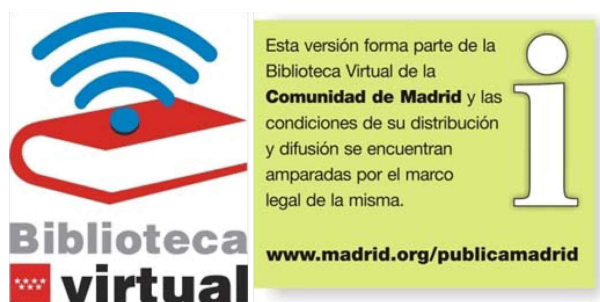 Biblioteca
virtual
Esta versión forma parte de la
Biblioteca Virtual de la
Comunidad de Madrid y las
condiciones de su distribución
y difusión se encuentran
amparadas por el marco
legal de la misma.
www.madrid.org/publicamadrid
i